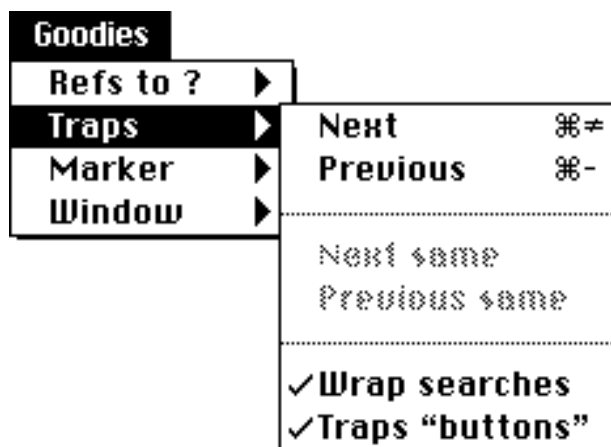 Goodies
Refs to ?
Traps
Marker
Window
Next ⌘≠
Previous ⌘-
Next same
Previous same
✓Wrap searches
✓Traps “buttons”